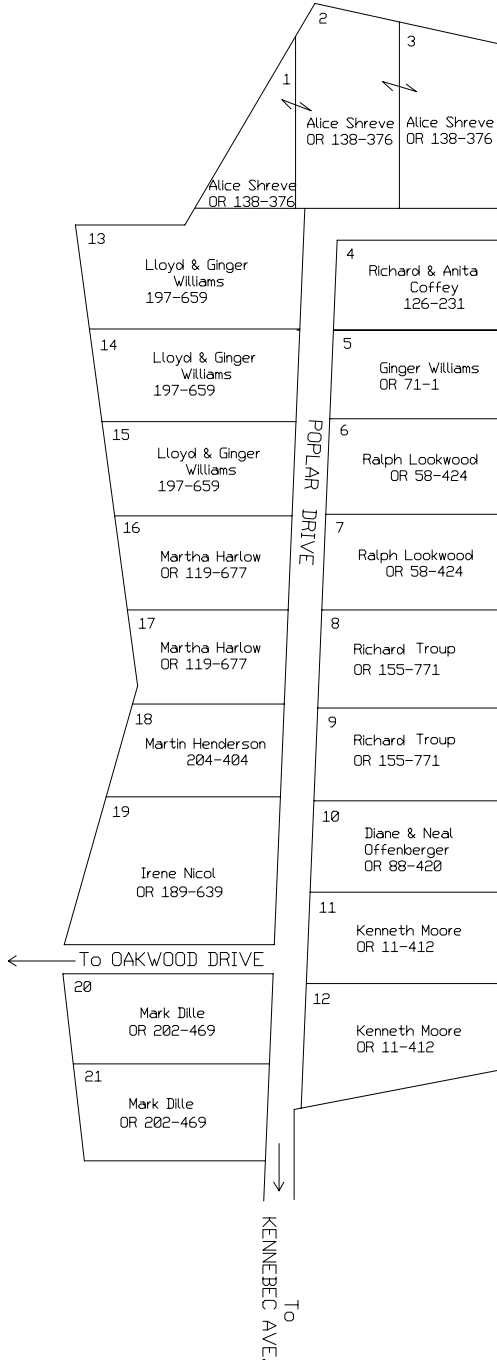 2
3
1
Alice Shreve
OR 138-376
Alice Shreve
OR 138-376
Alice Shreve
OR 138-376
13
Lloyd & Ginger
Williams
197-659
4
Richard & Anita
Coffey
126-231
14
Lloyd & Ginger
Williams
197-659
5
Ginger Williams
OR 71-1
15
Lloyd & Ginger
Williams
197-659
6
Ralph Lookwood
OR 58-424
POPLAR DRIVE
16
Martha Harlow
OR 119-677
7
Ralph Lookwood
OR 58-424
17
Martha Harlow
OR 119-677
8
Richard Troup
OR 155-771
18
Martin Henderson
204-404
9
Richard Troup
OR 155-771
19
Irene Nicol
OR 189-639
10
Diane & Neal
Offenberger
OR 88-420
11
Kenneth Moore
OR 11-412
To OAKWOOD DRIVE
20
Mark Dille
OR 202-469
12
Kenneth Moore
OR 11-412
21
Mark Dille
OR 202-469
To
KENNEBEC AVE.